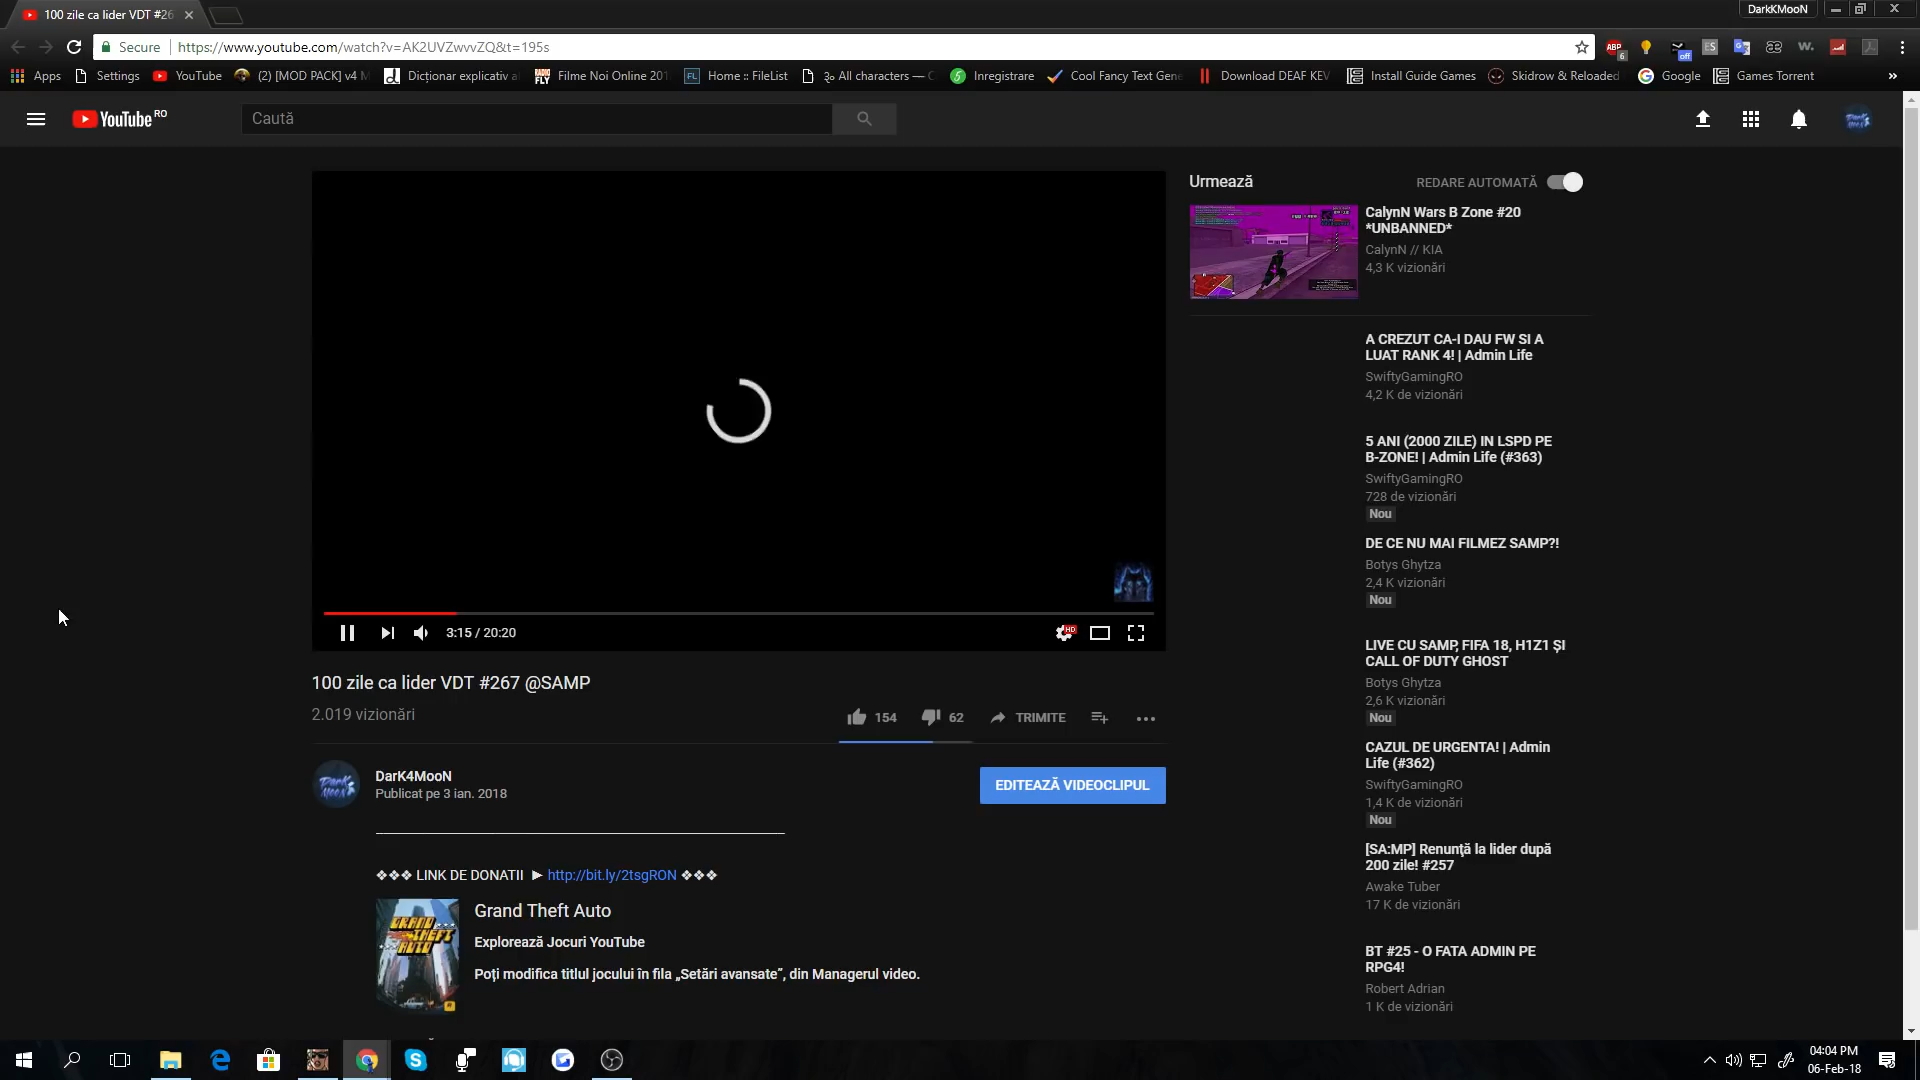 100 zile ca lider VDT #26
DarkKMooN
Secure
https://www.youtube.com/watch?v=AK2UVZwvvZQ&t=195s
ABP
6
off
ES
W.
Apps
Settings
YouTube
(2) [MOD PACK] v4 M
Dicționar explicativ a
Filme Noi Online 201
FL
Home :: FileList
All characters — C
Inregistrare
Cool Fancy Text Gene
Download DEAF KEV
Install Guide Games
Skidrow & Reloaded
Google
Games Torrent
YouTube RO
Caută
3:15 / 20:20
HD
100 zile ca lider VDT #267 @SAMP
2.019 vizionări
154
62
TRIMITE
DarK4MooN
Publicat pe 3 ian. 2018
EDITEAZĂ VIDEOCLIPUL
❖❖❖ LINK DE DONATII ► http://bit.ly/2tsgRON ❖❖❖
GRAND THEFT AUTO
Grand Theft Auto
Explorează Jocuri YouTube
Poți modifica titlul jocului în fila „Setări avansate”, din Managerul video.
Urmează
REDARE AUTOMATĂ
CalynN Wars B Zone #20
*UNBANNED*
CalynN // KIA
4,3 K vizionări
A CREZUT CA-I DAU FW SI A
LUAT RANK 4! | Admin Life
SwiftyGamingRO
4,2 K de vizionări
5 ANI (2000 ZILE) IN LSPD PE
B-ZONE! | Admin Life (#363)
SwiftyGamingRO
728 de vizionări
Nou
DE CE NU MAI FILMEZ SAMP?!
Botys Ghytza
2,4 K vizionări
Nou
LIVE CU SAMP, FIFA 18, H1Z1 ȘI
CALL OF DUTY GHOST
Botys Ghytza
2,6 K vizionări
Nou
CAZUL DE URGENTA! | Admin
Life (#362)
SwiftyGamingRO
1,4 K de vizionări
Nou
[SA:MP] Renunţă la lider după
200 zile! #257
Awake Tuber
17 K de vizionări
BT #25 - O FATA ADMIN PE
RPG4!
Robert Adrian
1 K de vizionări
04:04 PM
06-Feb-18